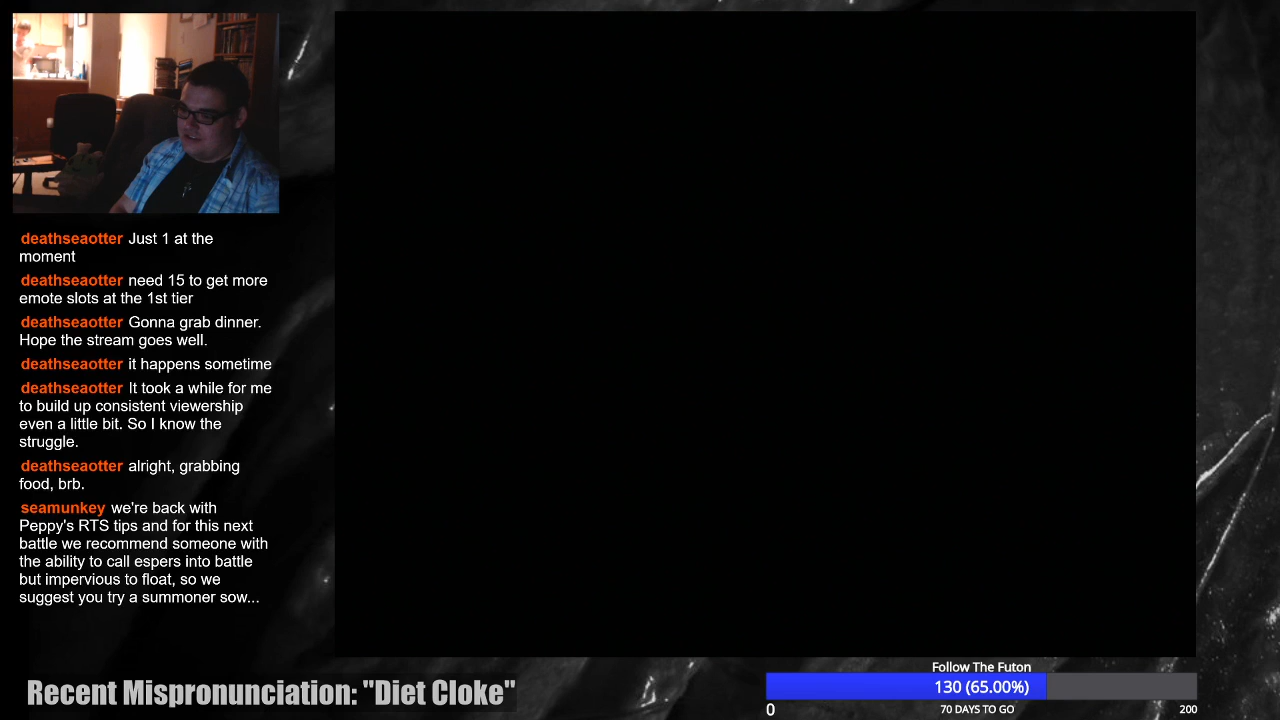 deathseaotter Just 1 at the
moment
deathseaotter need 15 to get more
emote slots at the 1st tier
deathseaotter Gonna grab dinner.
Hope the stream goes well.
deathseaotter it happens sometime
deathseaotter It took a while for me
to build up consistent viewership
even a little bit. So I know the
struggle.
deathseaotter alright, grabbing
food, brb.
seamunkey we're back with
Peppy's RTS tips and for this next
battle we recommend someone with
the ability to call espers into battle
but impervious to float, so we
suggest you try a summoner sow...
Recent Mispronunciation: "Diet Cloke"
Follow The Futon
130 (65.00%)
0
70 DAYS TO GO
200